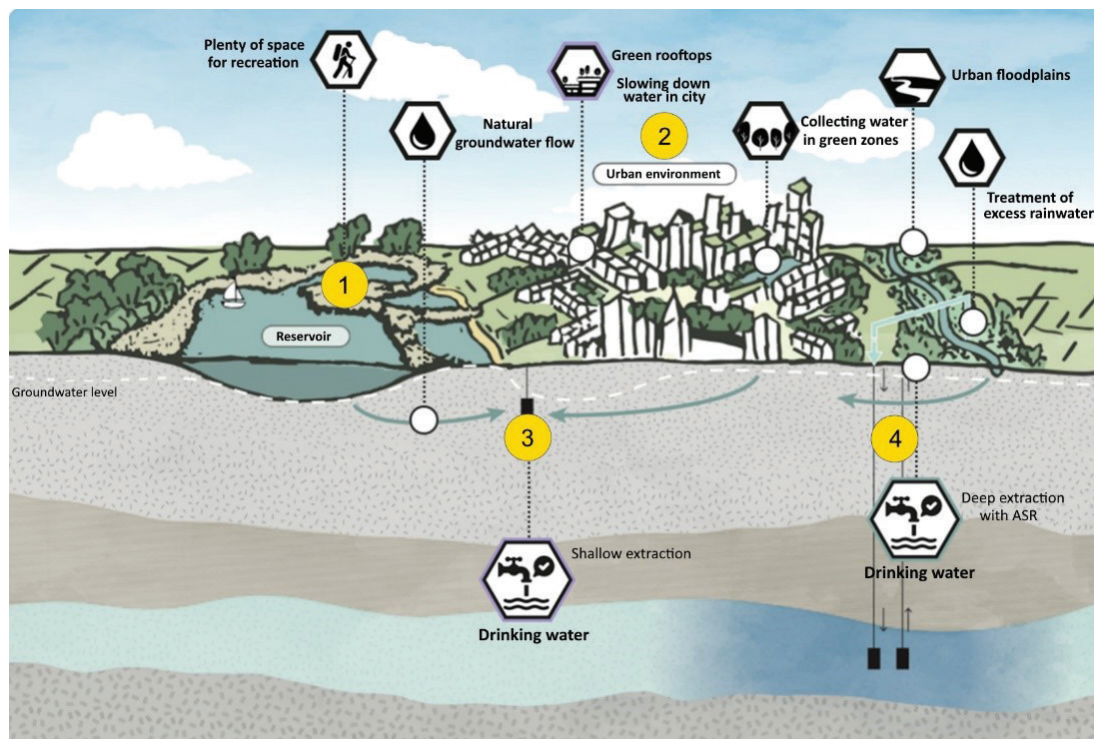 Plenty of space
for recreation
Natural
groundwater flow
Green rooftops
Slowing down
water in city
2
Urban environment
Collecting water
in green zones
Urban floodplains
Treatment of
excess rainwater
1
Reservoir
Groundwater level
3
4
Shallow extraction
Drinking water
Deep extraction
with ASR
Drinking water